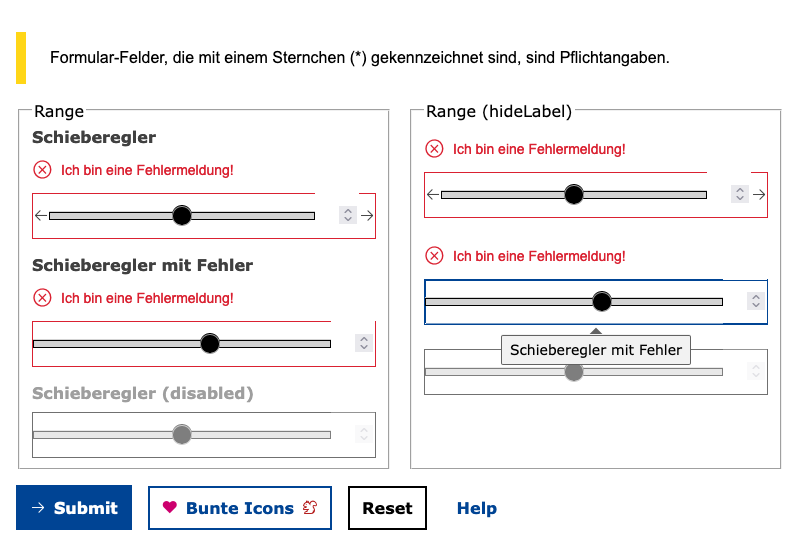 Formular-Felder, die mit einem Sternchen (*) gekennzeichnet sind, sind Pflichtangaben.
Range
Schieberegler
Ich bin eine Fehlermeldung!
Schieberegler mit Fehler
Ich bin eine Fehlermeldung!
Schieberegler (disabled)
Range (hideLabel)
Ich bin eine Fehlermeldung!
Ich bin eine Fehlermeldung!
Schieberegler mit Fehler
Submit
Bunte Icons
Reset
Help